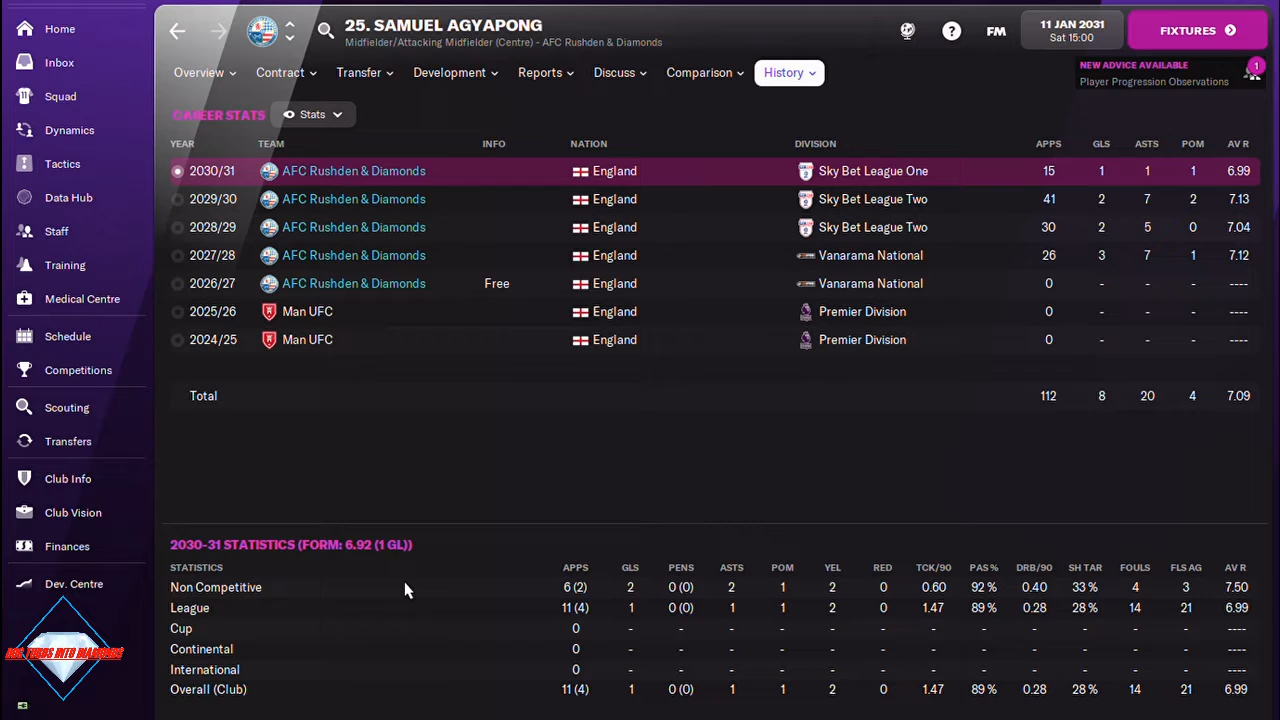 25. SAMUEL AGYAPONG
Midfielder/Attacking Midfielder (Centre) - AFC Rushden & Diamonds
FM
11 JAN 2031
Sat 15:00
FIXTURES
Overview Contract Transfer Development Reports Discuss Comparison History
NEW ADVICE AVAILABLE
Player Progression Observations
1
Home
Inbox
Squad
Dynamics
Tactics
Data Hub
Staff
Training
Medical Centre
Schedule
Competitions
Scouting
Transfers
Club Info
Club Vision
Finances
Dev. Centre
CAREER STATS Stats
YEAR TEAM INFO NATION DIVISION APPS GLS ASTS POM AV R
2030/31 AFC Rushden & Diamonds England Sky Bet League One 15 1 1 1 6.99
2029/30 AFC Rushden & Diamonds England Sky Bet League Two 41 2 7 2 7.13
2028/29 AFC Rushden & Diamonds England Sky Bet League Two 30 2 5 0 7.04
2027/28 AFC Rushden & Diamonds England Vanarama National 26 3 7 1 7.12
2026/27 AFC Rushden & Diamonds Free England Vanarama National 0 - - - ----
2025/26 Man UFC England Premier Division 0 - - - ----
2024/25 Man UFC England Premier Division 0 - - - ----
Total 112 8 20 4 7.09
2030-31 STATISTICS (FORM: 6.92 (1 GL))
STATISTICS APPS GLS PENS ASTS POM YEL RED TCK/90 PAS % DRB/90 SH TAR FOULS FLS AG AV R
Non Competitive 6 (2) 2 0 (0) 2 1 2 0 0.60 92 % 0.40 33 % 4 3 7.50
League 11 (4) 1 0 (0) 1 1 2 0 1.47 89 % 0.28 28 % 14 21 6.99
Cup 0 - - - - - - - - - - - - ----
Continental 0 - - - - - - - - - - - - ----
International 0 - - - - - - - - - - - - ----
Overall (Club) 11 (4) 1 0 (0) 1 1 2 0 1.47 89 % 0.28 28 % 14 21 6.99